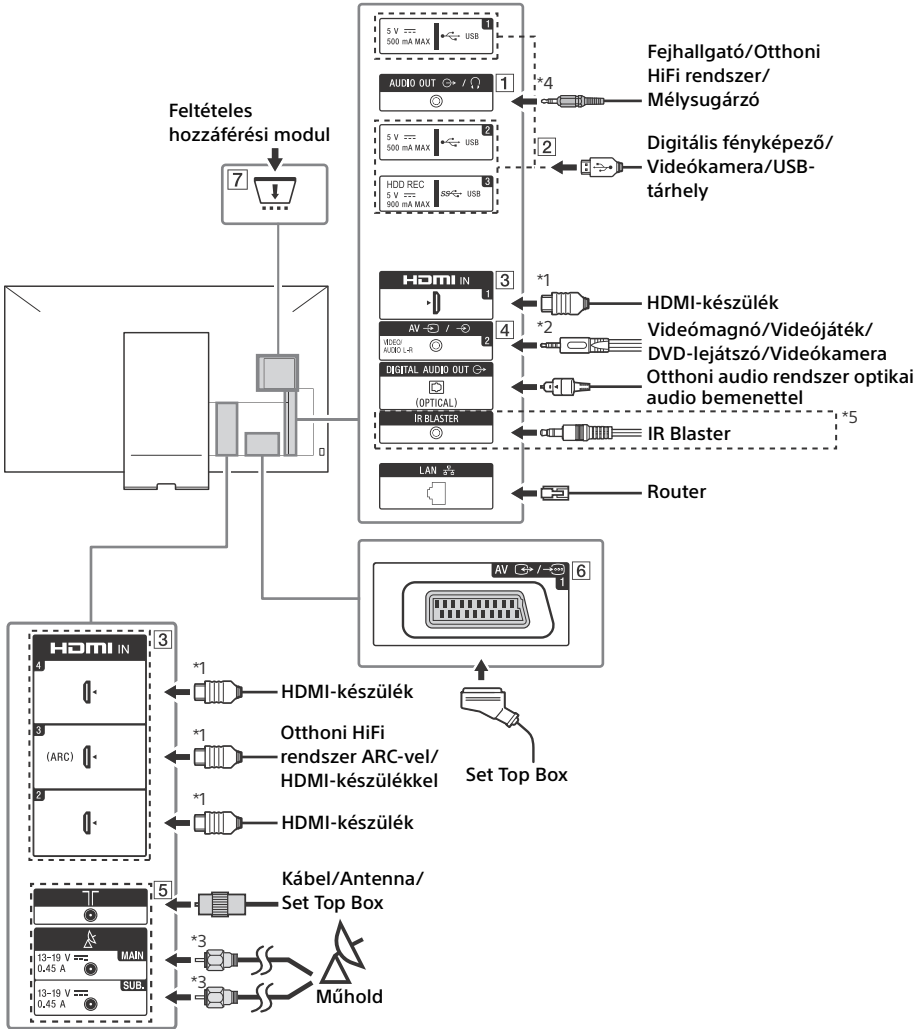 5 V
500 mA MAX
USB
1
AUDIO OUT /
1
*4
Fejhallgató/Otthoni
HiFi rendszer/
Mélysugárzó
5 V
500 mA MAX
USB
2
HDD REC
5 V
900 mA MAX
SS
USB
3
2
Digitális fényképező/
Videókamera/USB-
tárhely
Feltételes
hozzáférési modul
7
HDMI IN
1
3
*1
HDMI-készülék
AV /
VIDEO/
AUDIO L-R
2
4
*2
Videómagnó/Videójáték/
DVD-lejátszó/Videókamera
DIGITAL AUDIO OUT
(OPTICAL)
Otthoni audio rendszer optikai
audio bemenettel
IR BLASTER
IR Blaster
*5
LAN
Router
AV /
1
6
Set Top Box
HDMI IN
3
4
*1
HDMI-készülék
3
(ARC)
*1
Otthoni HiFi
rendszer ARC-vel/
HDMI-készülékkel
2
*1
HDMI-készülék
5
Kábel/Antenna/
Set Top Box
13-19 V
0.45 A
MAIN
*3
13-19 V
0.45 A
SUB.
*3
Műhold